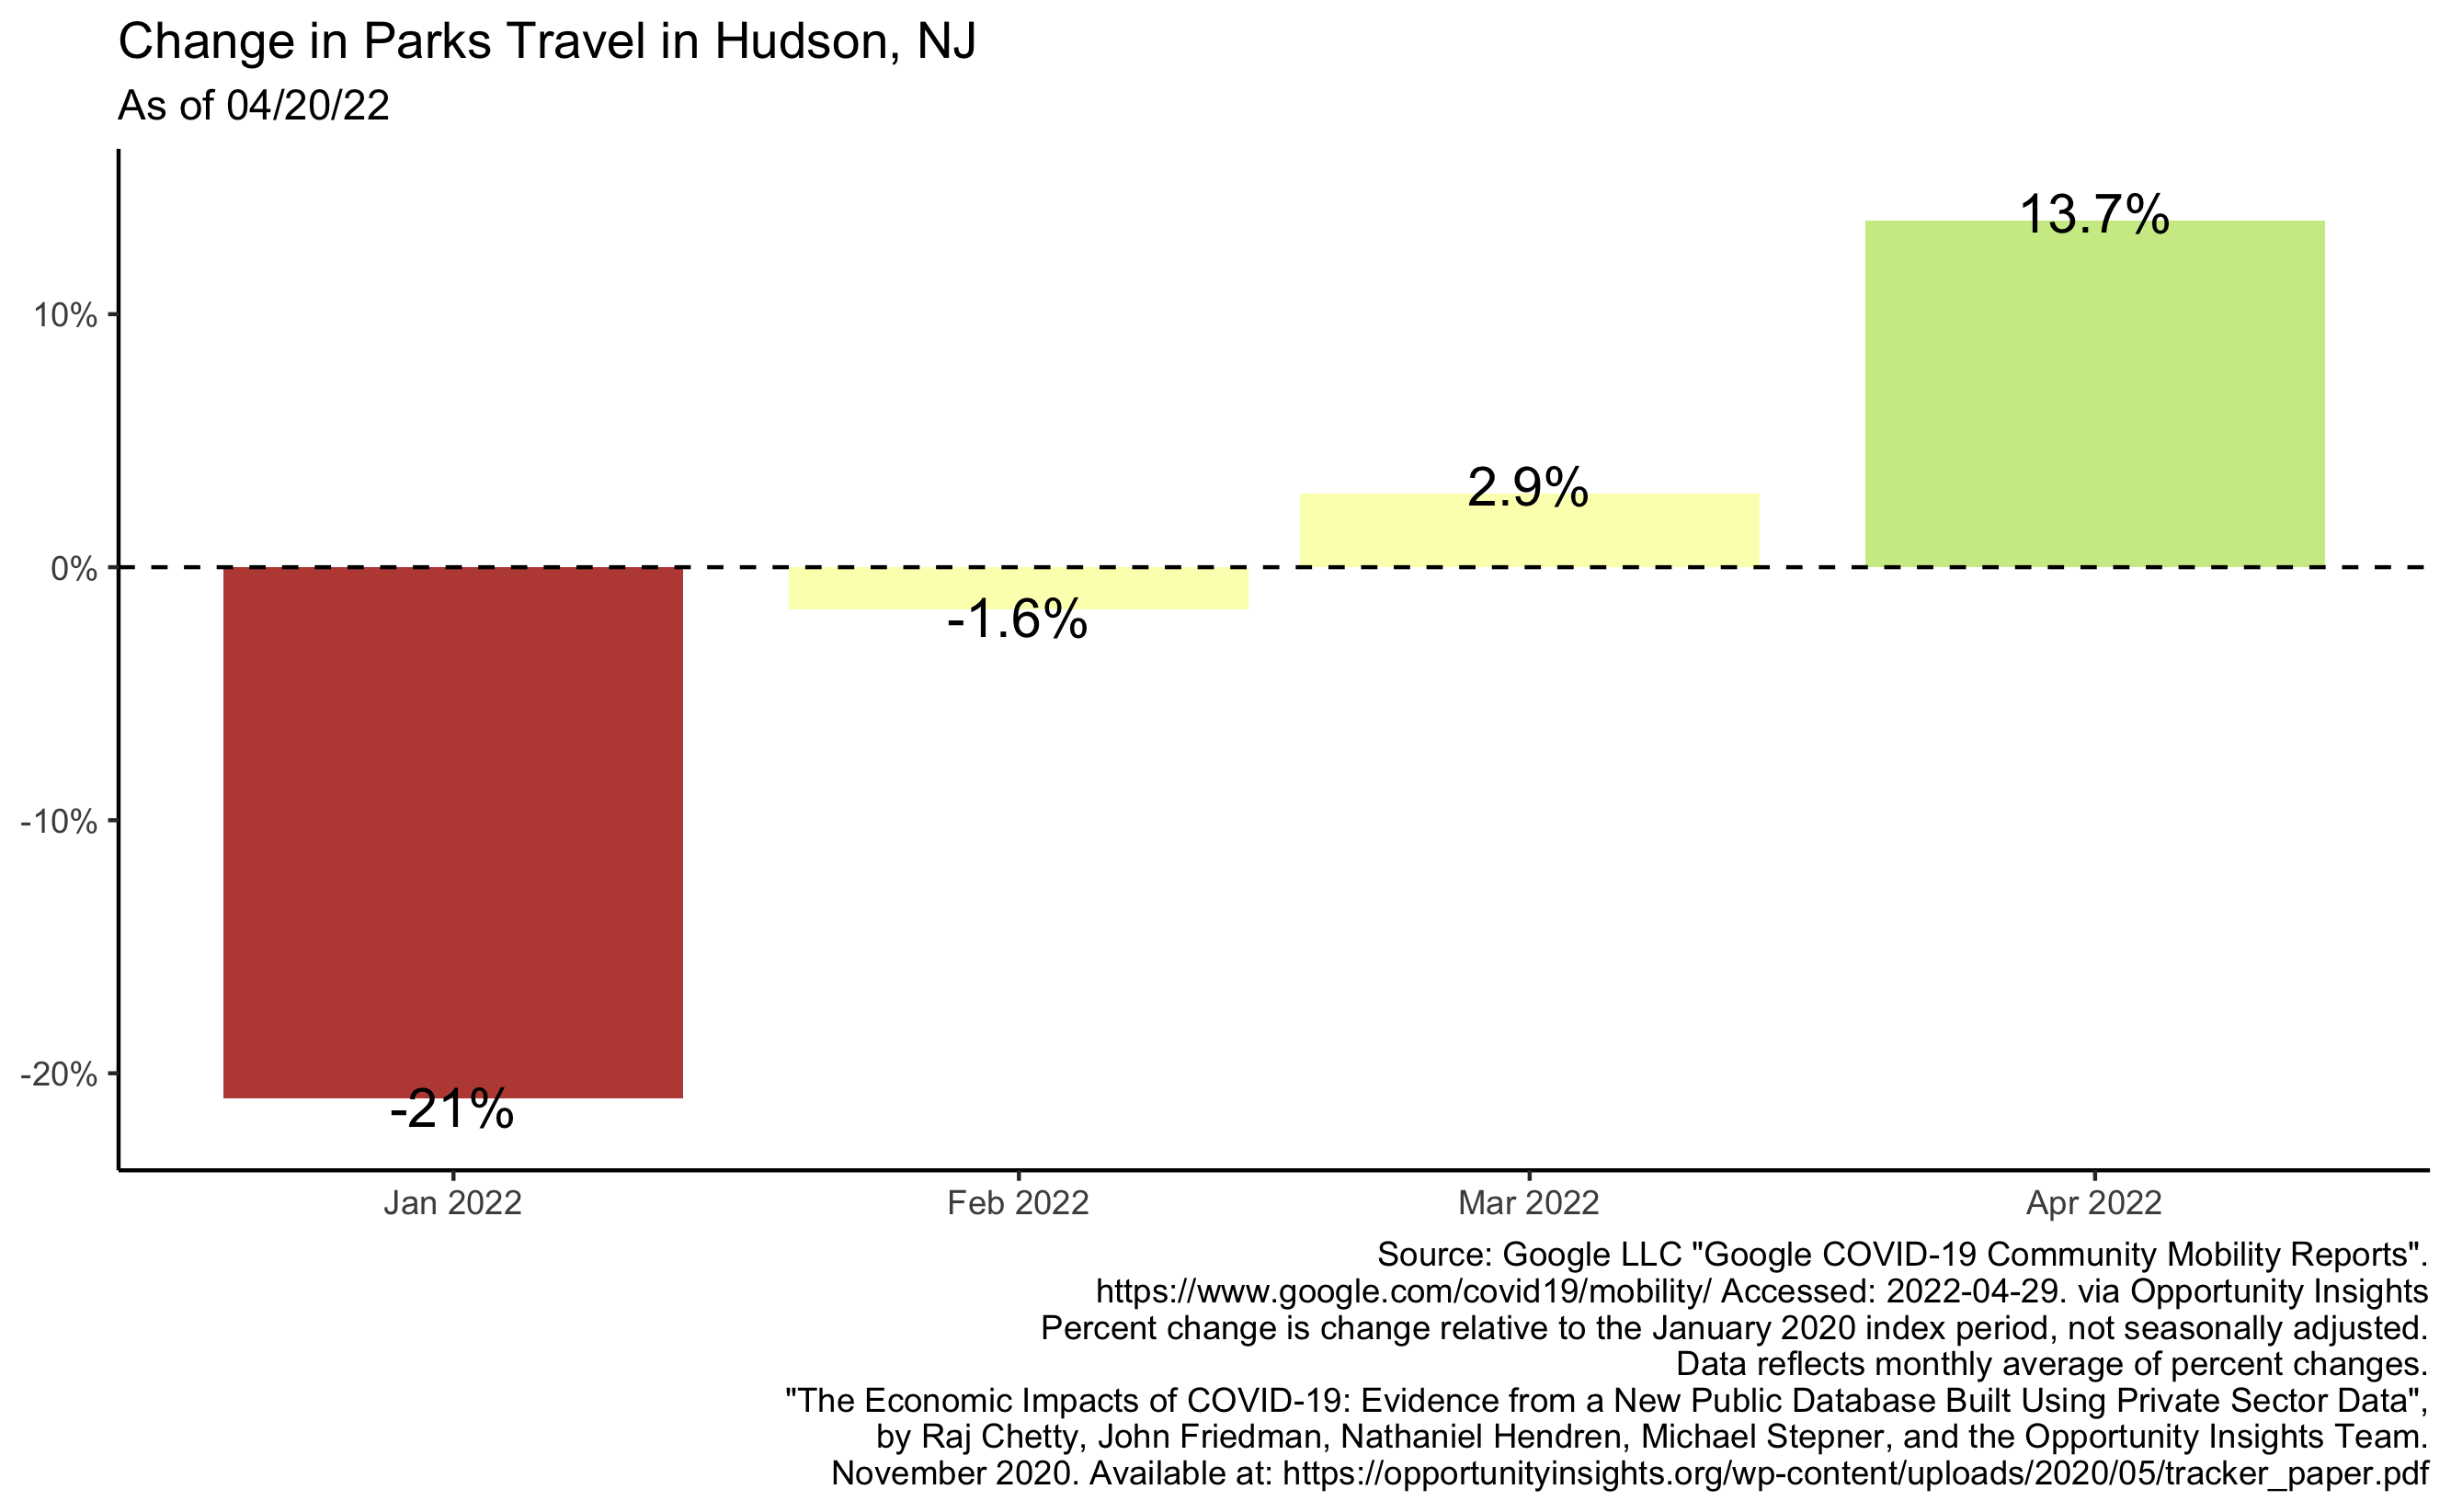 Change in Parks Travel in Hudson, NJ
As of 04/20/22
13.7%
10%
2.9%
0%
-1.6%
-10%
-20%
-21%
Jan 2022 Feb 2022 Mar 2022 Apr 2022
Source: Google LLC "Google COVID-19 Community Mobility Reports".
https://www.google.com/covid19/mobility/ Accessed: 2022-04-29. via Opportunity Insights
Percent change is change relative to the January 2020 index period, not seasonally adjusted.
Data reflects monthly average of percent changes.
"The Economic Impacts of COVID-19: Evidence from a New Public Database Built Using Private Sector Data",
by Raj Chetty, John Friedman, Nathaniel Hendren, Michael Stepner, and the Opportunity Insights Team.
November 2020. Available at: https://opportunityinsights.org/wp-content/uploads/2020/05/tracker_paper.pdf